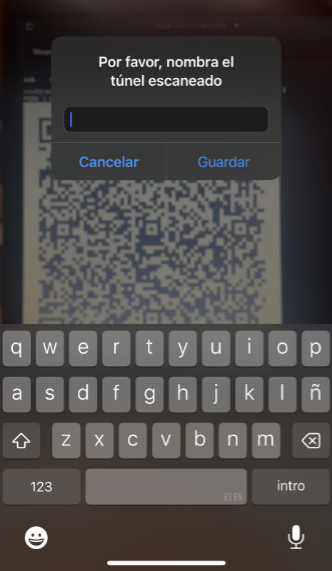 Por favor, nombra el
túnel escaneado
Cancelar
Guardar
q w e r t y u i o p
a s d f g h j k l ñ
z x c v b n m
123
ES EN
intro